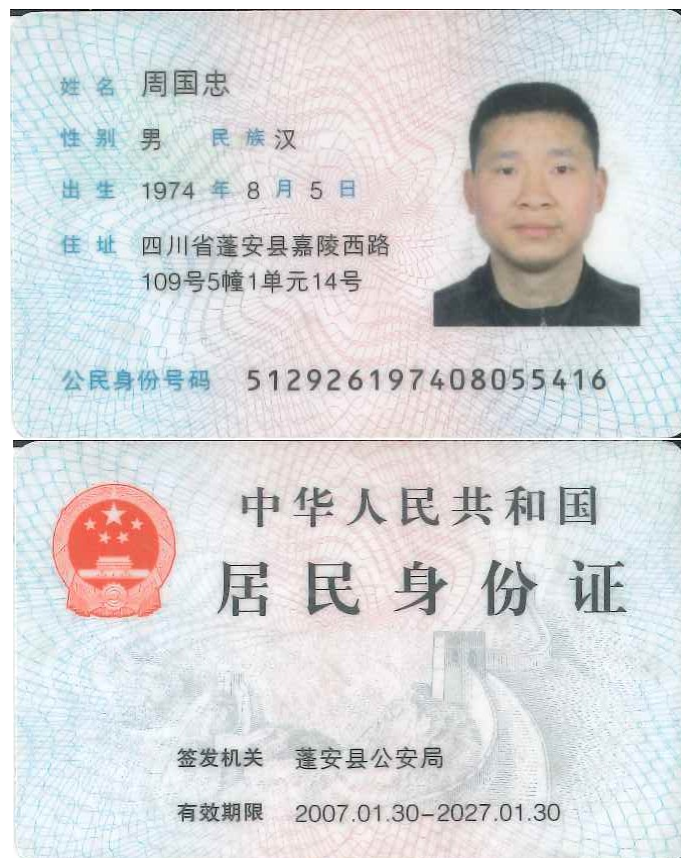 姓名 周国忠
性别 男 民族 汉
出生 1974 年 8 月 5 日
住址 四川省蓬安县嘉陵西路
109号5幢1单元14号
公民身份号码 512926197408055416
中华人民共和国
居民身份证
签发机关 蓬安县公安局
有效期限 2007.01.30-2027.01.30